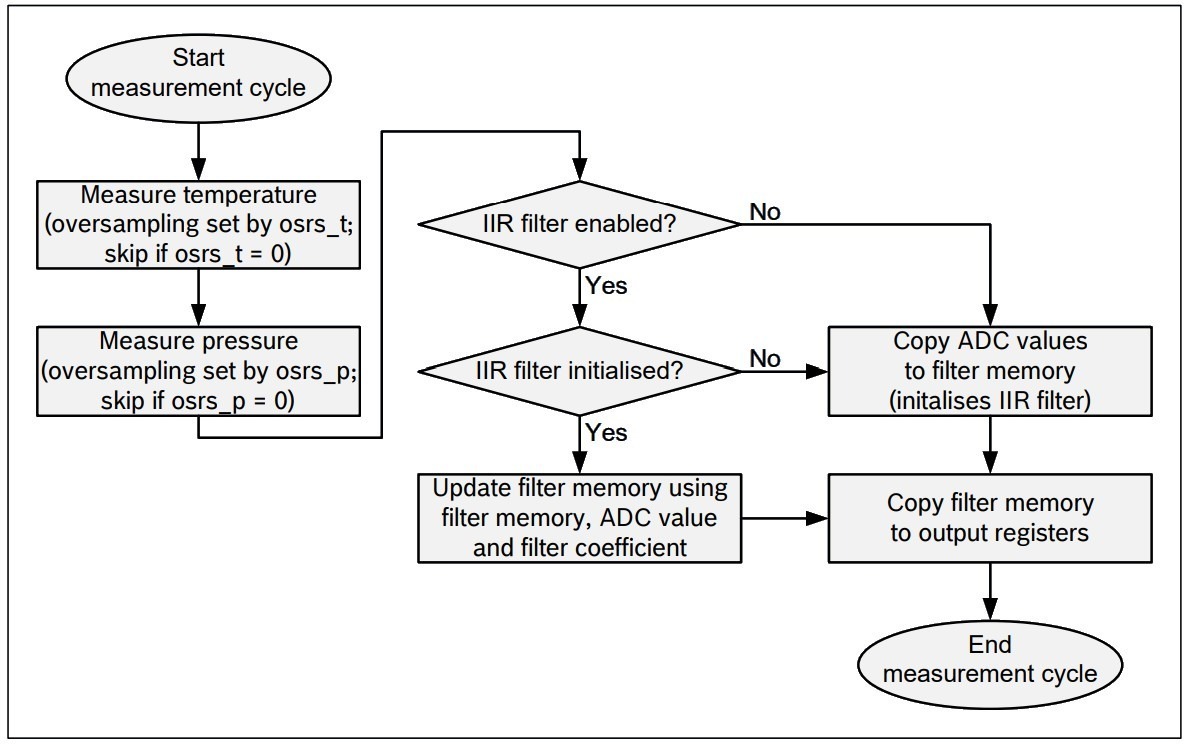 Start
measurement cycle
Measure temperature
(oversampling set by osrs_t;
skip if osrs_t = 0)
Measure pressure
(oversampling set by osrs_p;
skip if osrs_p = 0)
IIR filter enabled?
No
Yes
IIR filter initialised?
No
Yes
Copy ADC values
to filter memory
(initalises IIR filter)
Update filter memory using
filter memory, ADC value
and filter coefficient
Copy filter memory
to output registers
End
measurement cycle